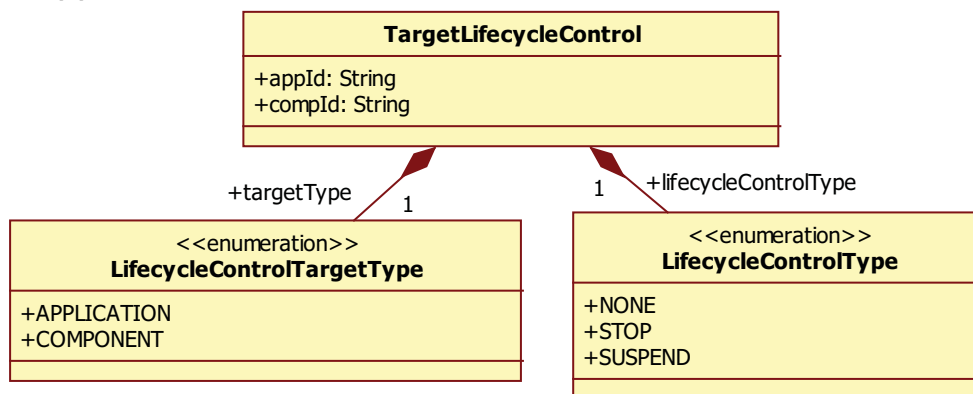 TargetLifecycleControl
+appId: String
+compId: String
+targetType
1
1
+lifecycleControlType
<<enumeration>>
LifecycleControlTargetType
+APPLICATION
+COMPONENT
<<enumeration>>
LifecycleControlType
+NONE
+STOP
+SUSPEND